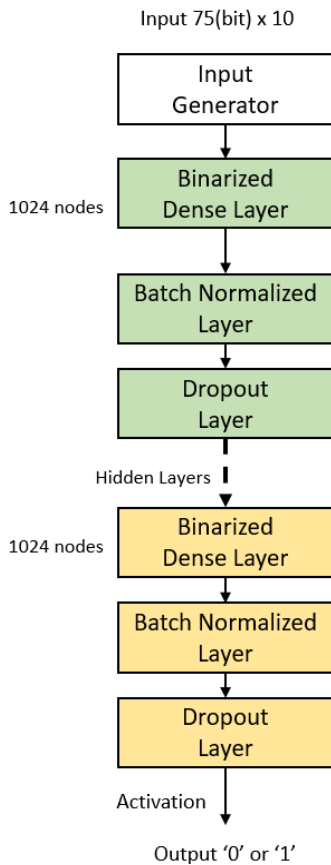 Input 75(bit) x 10
Input
Generator
Binarized
Dense Layer
1024 nodes
Batch Normalized
Layer
Dropout
Layer
Hidden Layers
Binarized
Dense Layer
1024 nodes
Batch Normalized
Layer
Dropout
Layer
Activation
Output ‘0’ or ‘1’